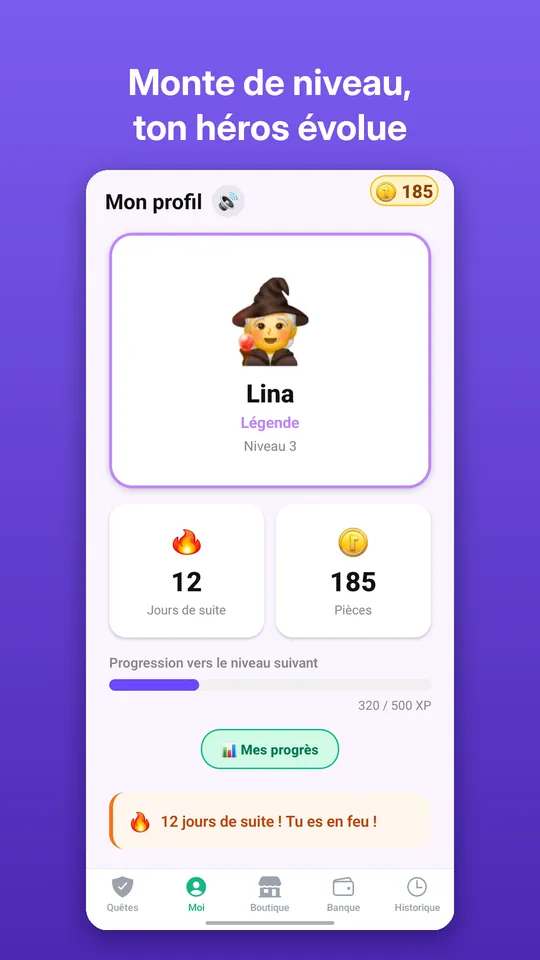 Monte de niveau,
ton héros évolue
Mon profil
185
Lina
Légende
Niveau 3
12
Jours de suite
185
Pièces
Progression vers le niveau suivant
320 / 500 XP
Mes progrès
12 jours de suite ! Tu es en feu !
Quêtes
Moi
Boutique
Banque
Historique